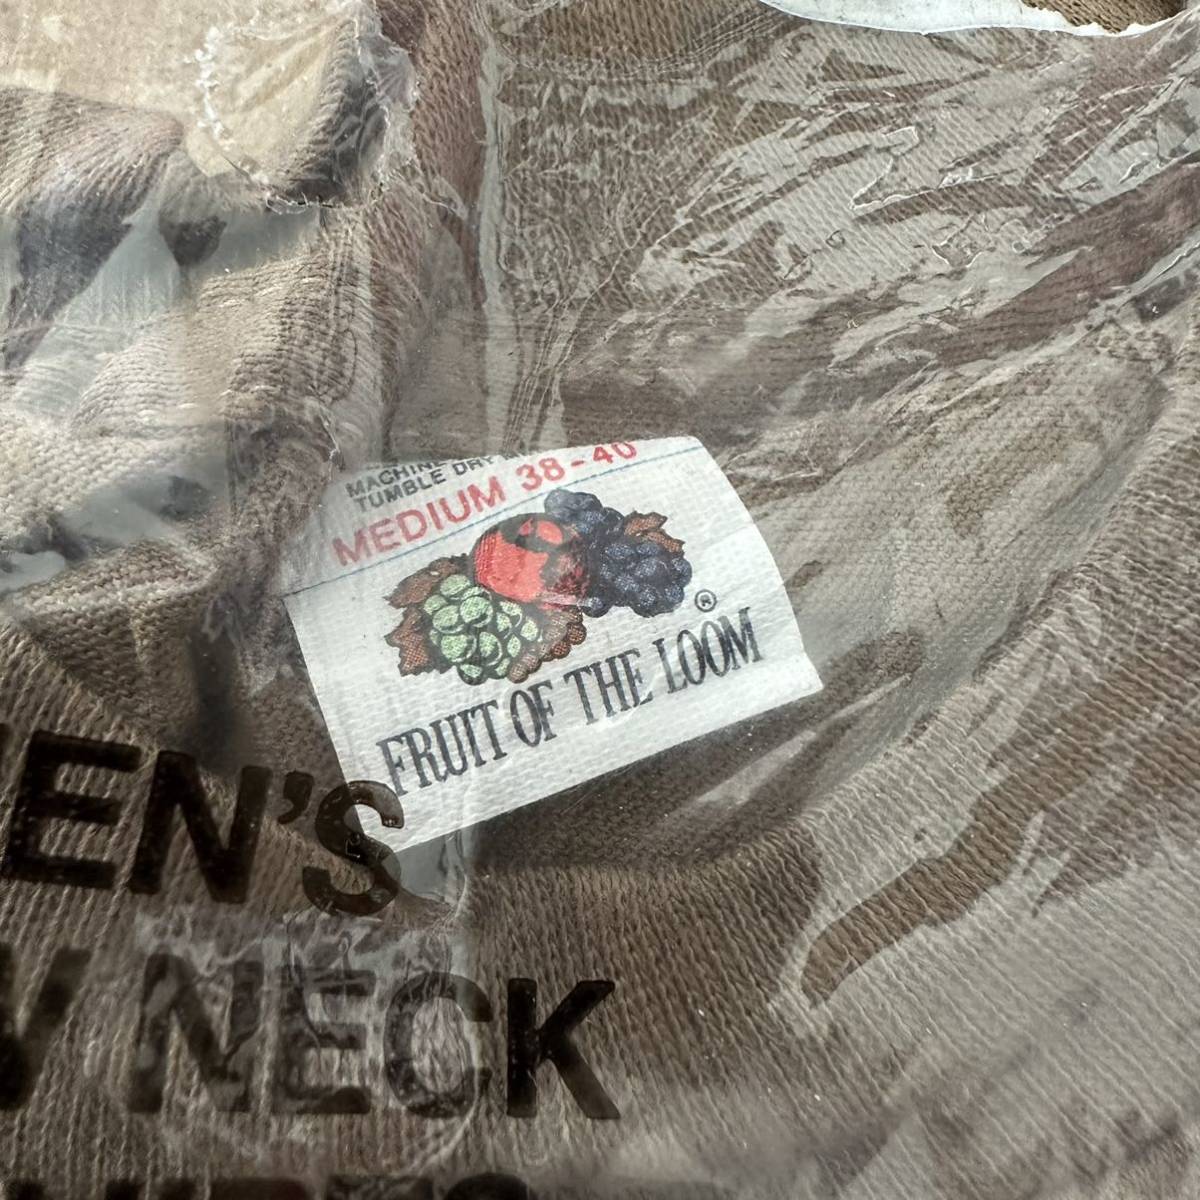 MACHINE
TUMBLE DRY
MEDIUM 38-40
®
FRUIT OF THE LOOM
EN'S
NECK